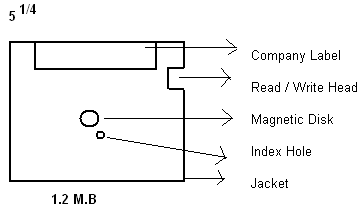 5 1/4
Company Label
Read / Write Head
Magnetic Disk
Index Hole
Jacket
1.2 M.B